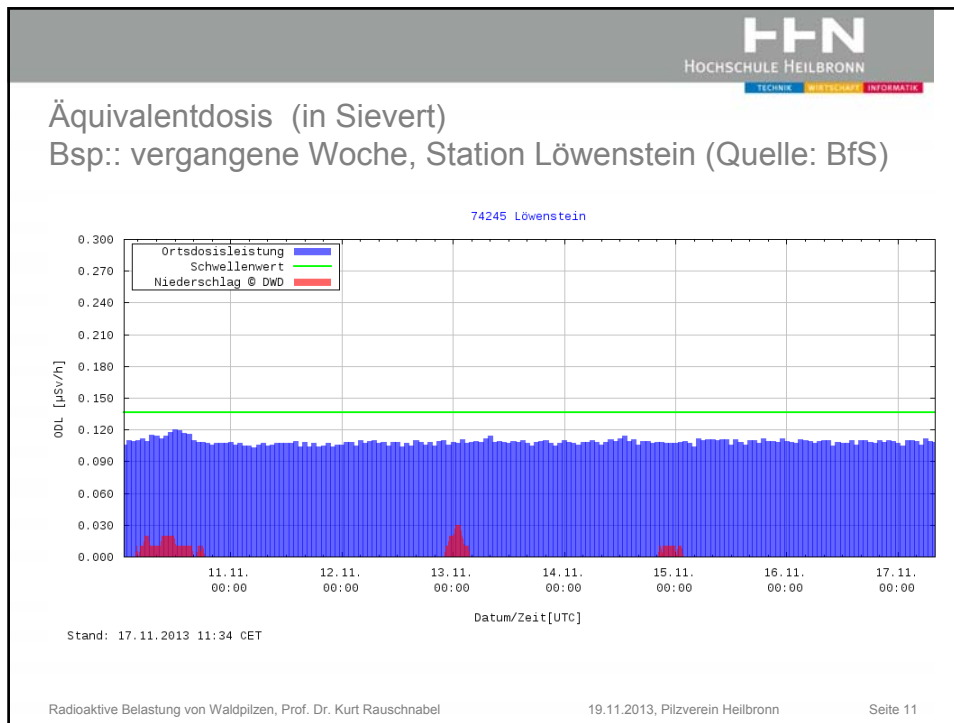 HHN
HOCHSCHULE HEILBRONN
TECHNIK WIRTSCHAFT INFORMATIK
Äquivalentdosis (in Sievert)
Bsp:: vergangene Woche, Station Löwenstein (Quelle: BfS)
74245 Löwenstein
Ortsdosisleistung
Schwellenwert
Niederschlag © DWD
0.300
0.270
0.240
0.210
0.180
0.150
0.120
0.090
0.060
0.030
0.000
ODL [µSv/h]
11.11. 12.11. 13.11. 14.11. 15.11. 16.11. 17.11.
00:00 00:00 00:00 00:00 00:00 00:00 00:00
Datum/Zeit[UTC]
Stand: 17.11.2013 11:34 CET
Radioaktive Belastung von Waldpilzen, Prof. Dr. Kurt Rauschnabel 19.11.2013, Pilzverein Heilbronn Seite 11